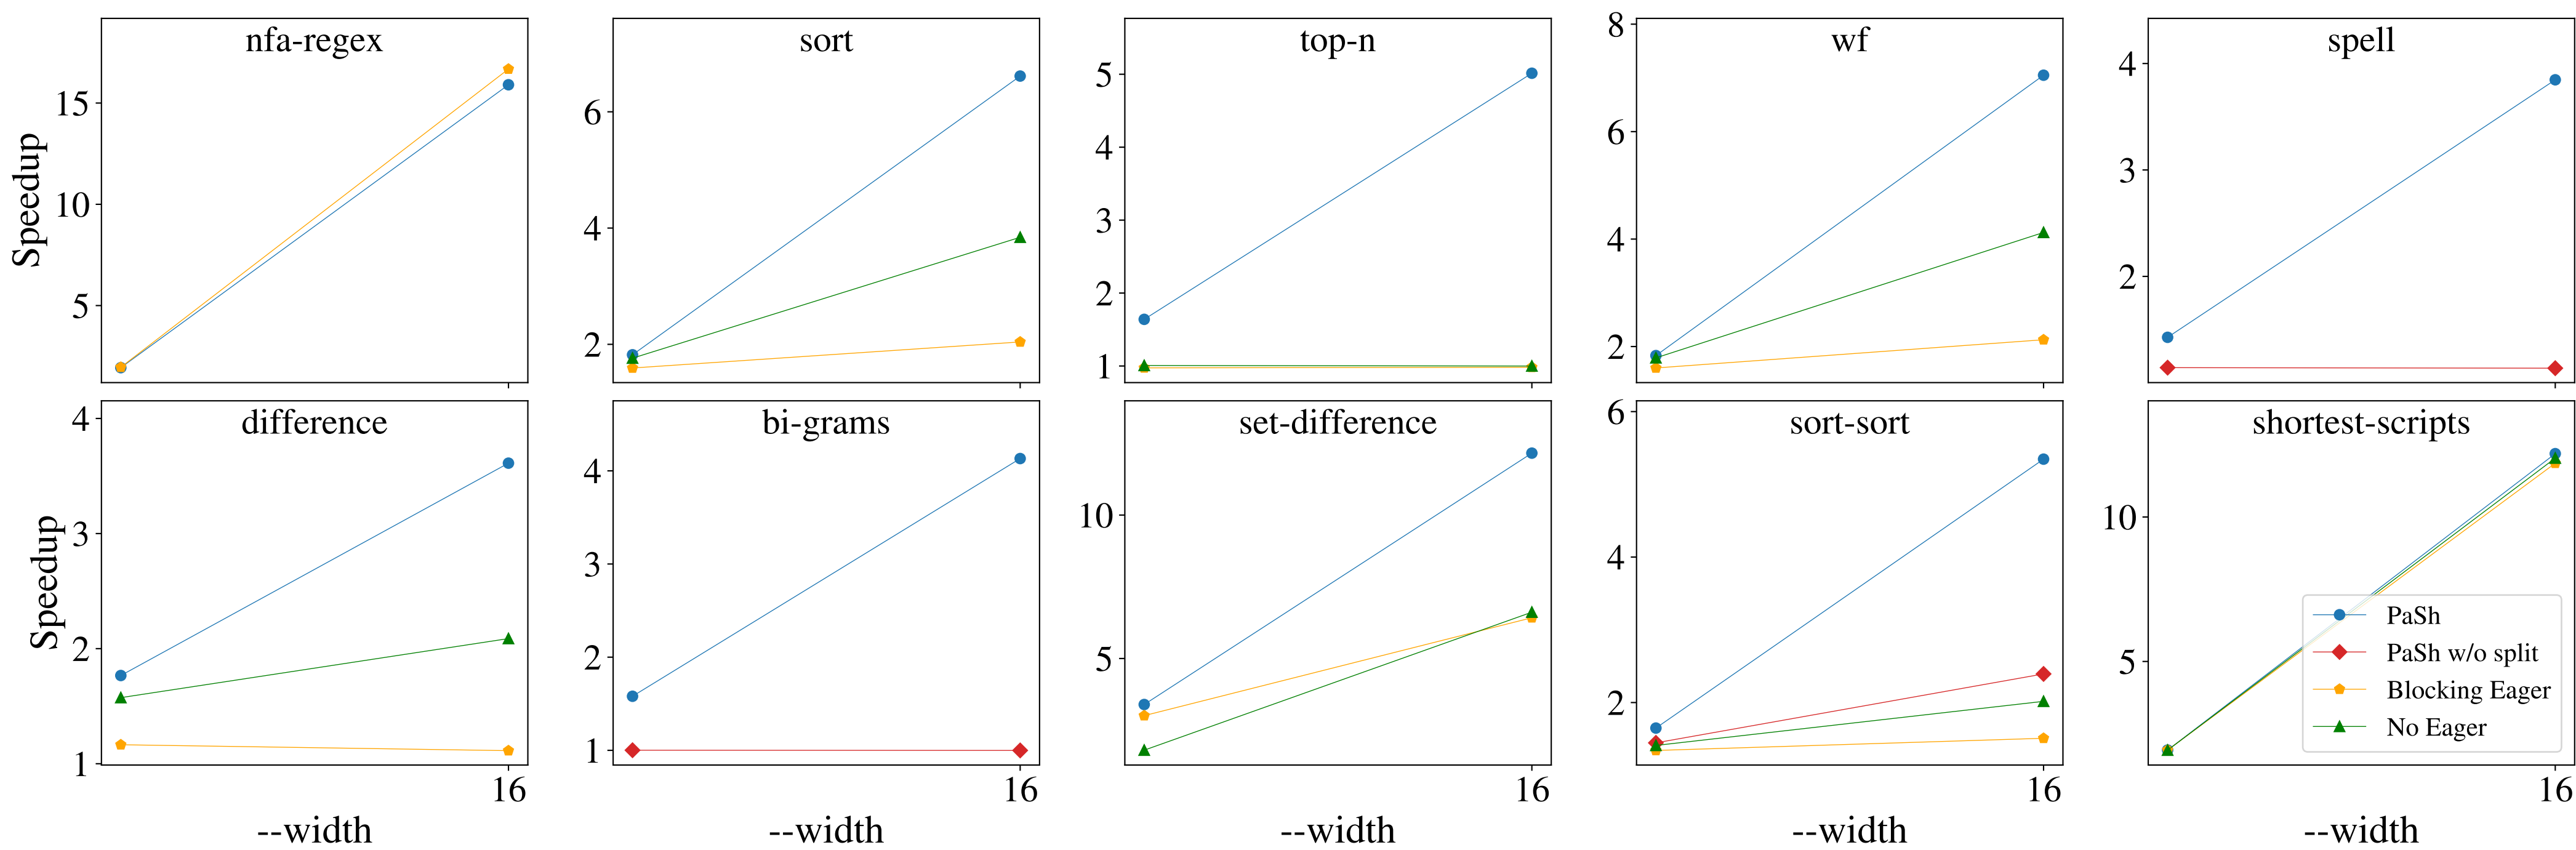 nfa-regex
sort
top-n
wf
spell
Speedup
15
10
5
6
4
2
5
4
3
2
1
8
6
4
2
4
3
2
difference
bi-grams
set-difference
sort-sort
shortest-scripts
Speedup
4
3
2
1
4
3
2
1
10
5
6
4
2
10
5
PaSh
PaSh w/o split
Blocking Eager
No Eager
16
16
16
16
16
--width
--width
--width
--width
--width